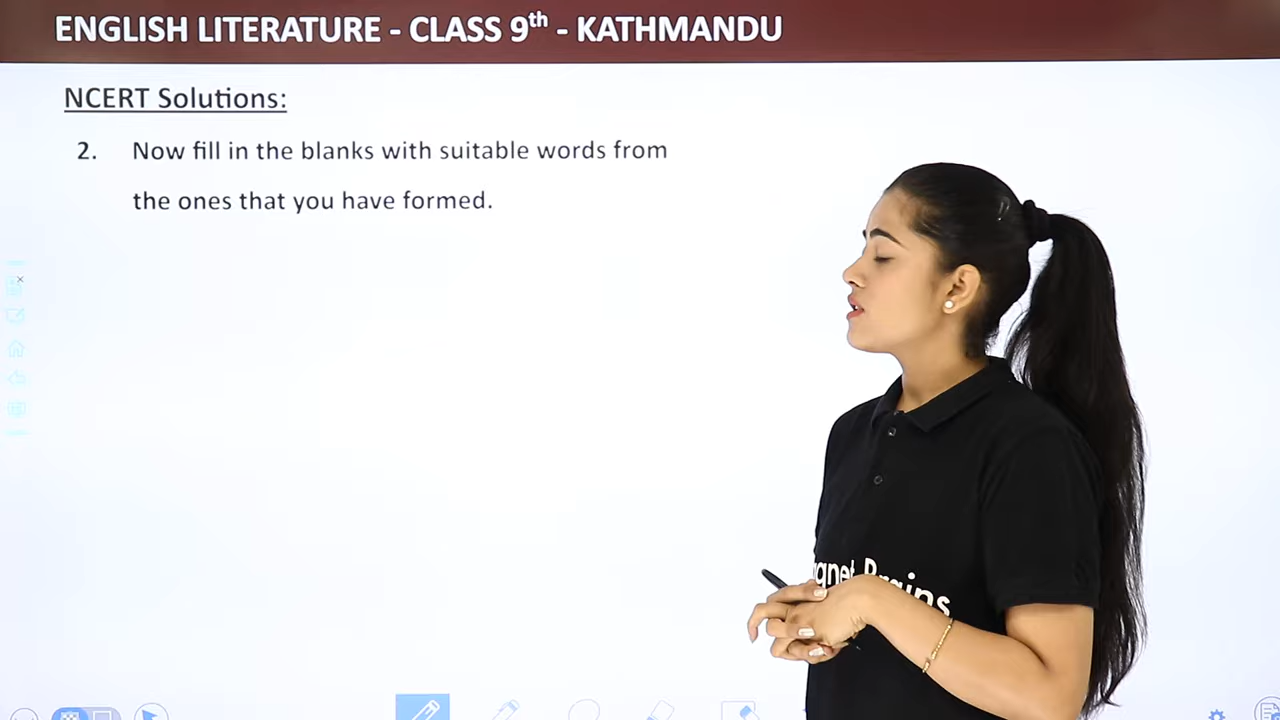 ENGLISH LITERATURE - CLASS 9th - KATHMANDU
NCERT Solutions:
2. Now fill in the blanks with suitable words from
the ones that you have formed.
Brains